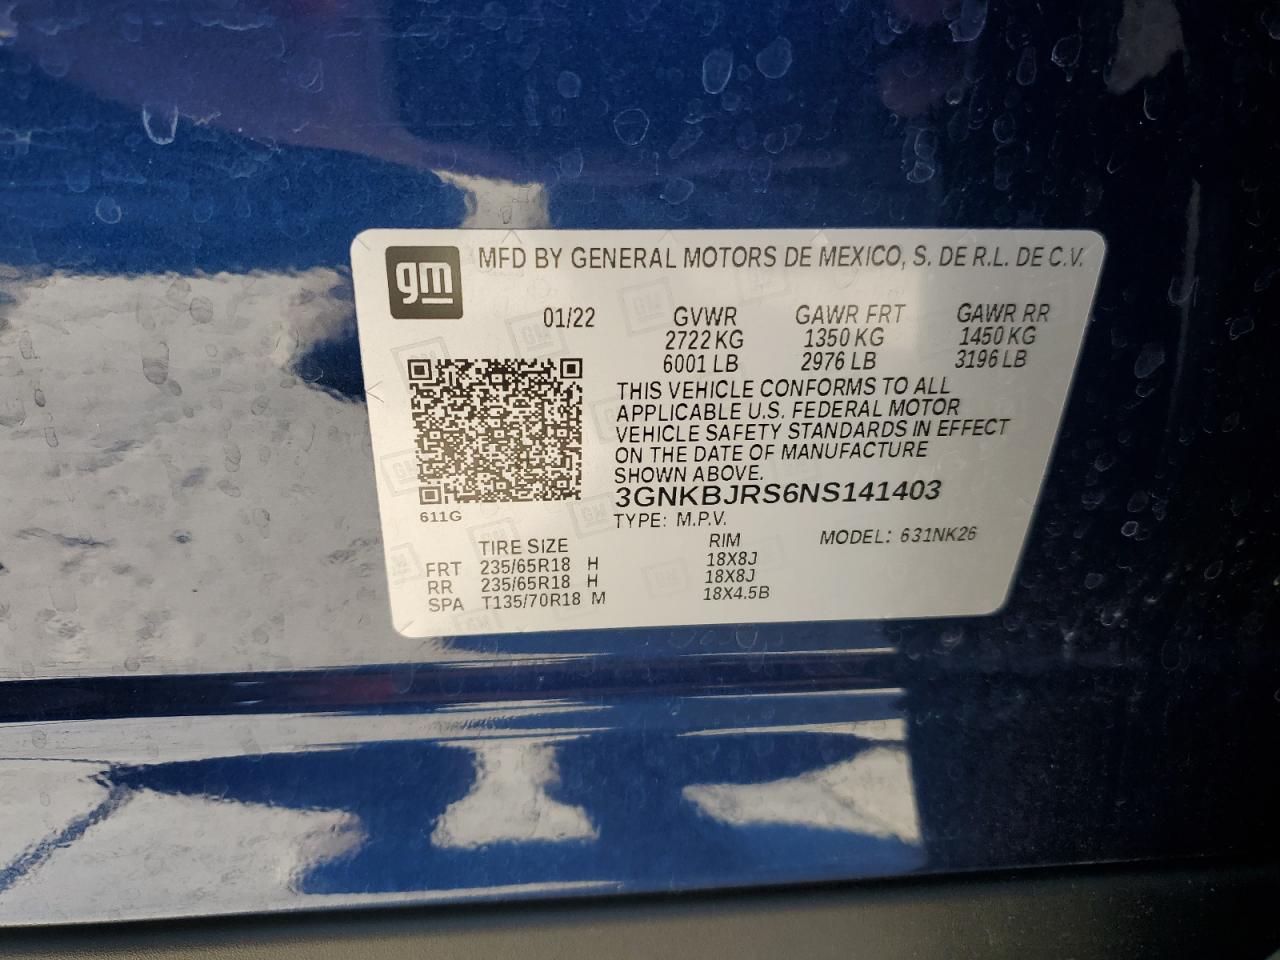 gm MFD BY GENERAL MOTORS DE MEXICO, S. DE R.L. DE C.V.
01/22 GVWR GAWR FRT GAWR RR
2722 KG 1350 KG 1450 KG
6001 LB 2976 LB 3196 LB
THIS VEHICLE CONFORMS TO ALL
APPLICABLE U.S. FEDERAL MOTOR
VEHICLE SAFETY STANDARDS IN EFFECT
ON THE DATE OF MANUFACTURE
SHOWN ABOVE.
3GNKBJRS6NS141403
611G
TYPE: M.P.V.
MODEL: 631NK26
TIRE SIZE RIM
FRT 235/65R18 H 18X8J
RR 235/65R18 H 18X8J
SPA T135/70R18 M 18X4.5B